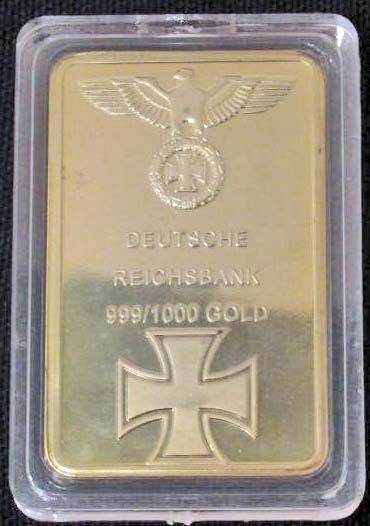 DEUTSCHE
REICHSBANK
999/1000 GOLD